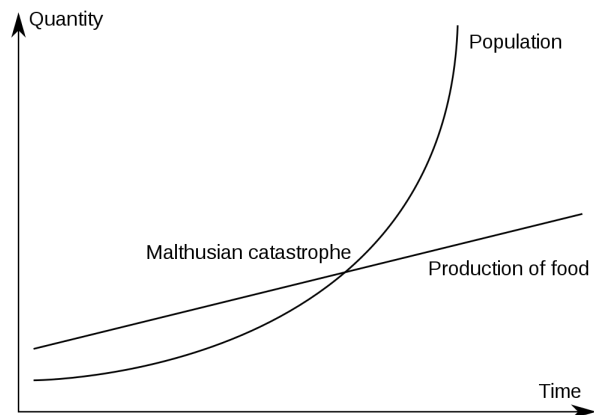 Quantity
Population
Malthusian catastrophe
Production of food
Time